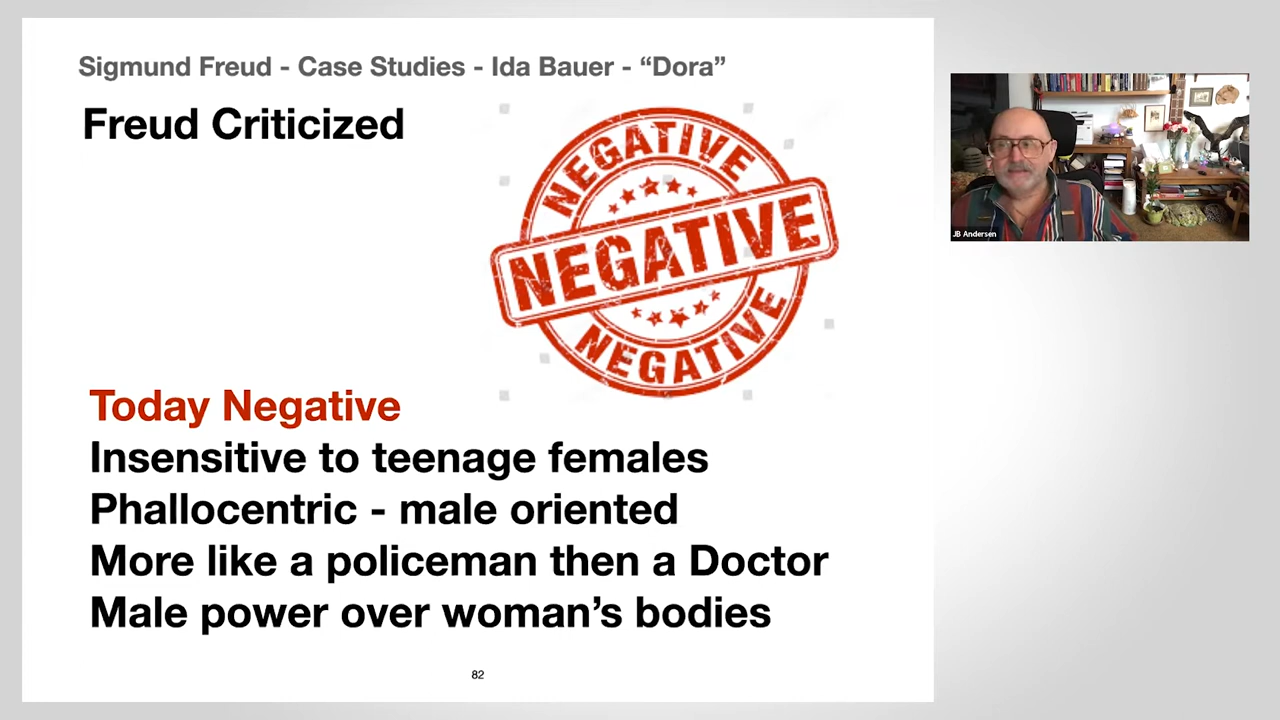 Sigmund Freud - Case Studies - Ida Bauer - “Dora”
Freud Criticized
NEGATIVE
NEGATIVE
NEGATIVE
Today Negative
Insensitive to teenage females
Phallocentric - male oriented
More like a policeman then a Doctor
Male power over woman’s bodies
82
JB Andersen